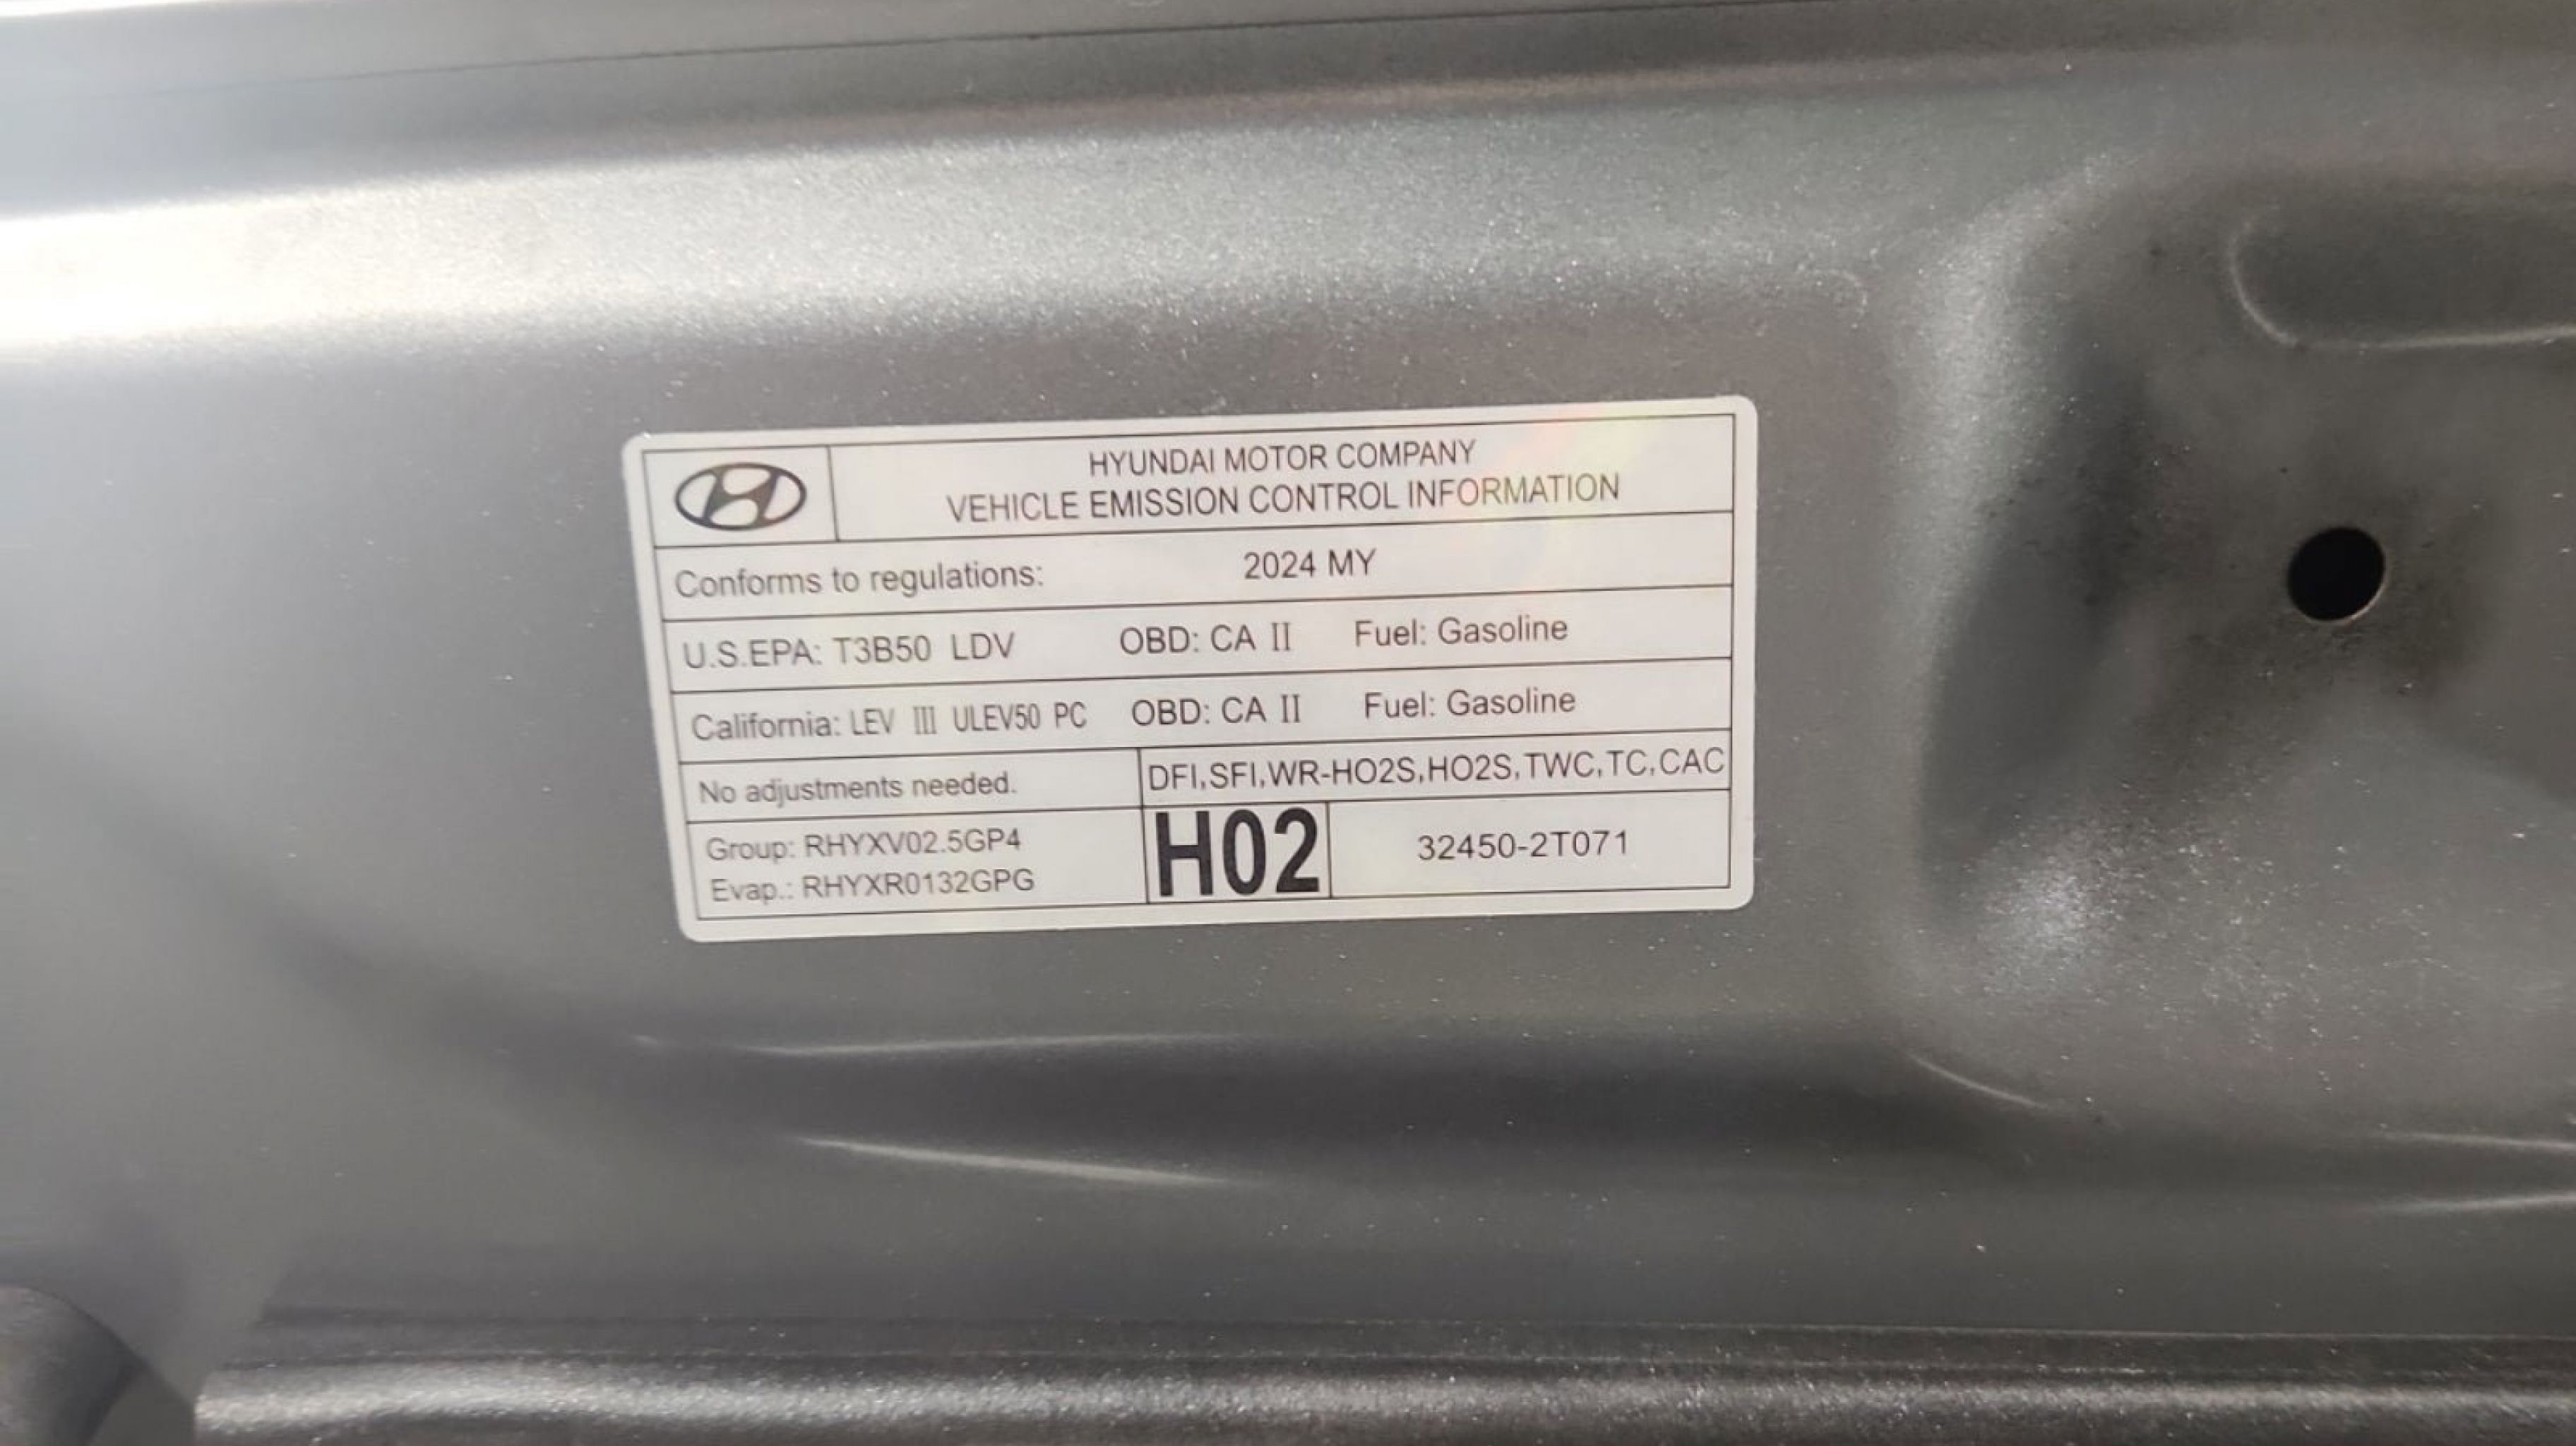 HYUNDAI MOTOR COMPANY
VEHICLE EMISSION CONTROL INFORMATION
Conforms to regulations: 2024 MY
U.S.EPA: T3B50 LDV OBD: CA II Fuel: Gasoline
California: LEV III ULEV50 PC OBD: CA II Fuel: Gasoline
No adjustments needed. DFI,SFI,WR-HO2S,HO2S,TWC,TC,CAC
Group: RHYXV02.5GP4
Evap.: RHYXR0132GPG
H02
32450-2T071